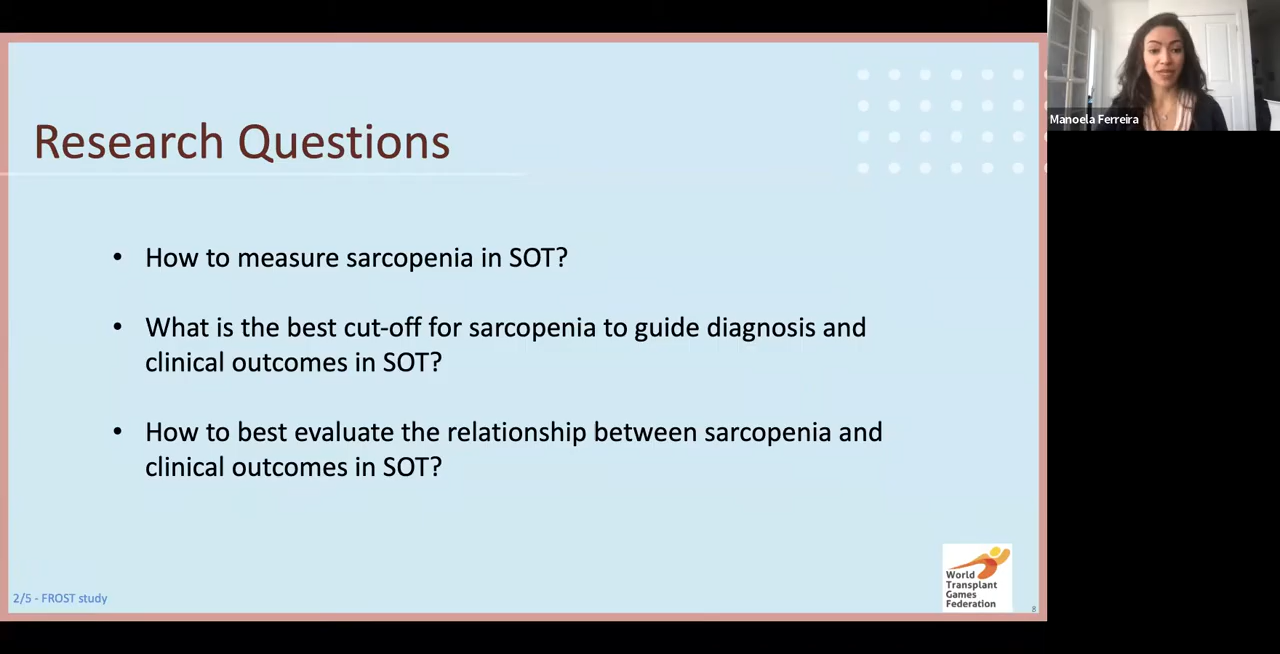 Manoela Ferreira
Research Questions
• How to measure sarcopenia in SOT?
• What is the best cut-off for sarcopenia to guide diagnosis and
clinical outcomes in SOT?
• How to best evaluate the relationship between sarcopenia and
clinical outcomes in SOT?
World
Transplant
Games
Federation
2/5 - FROST study
8